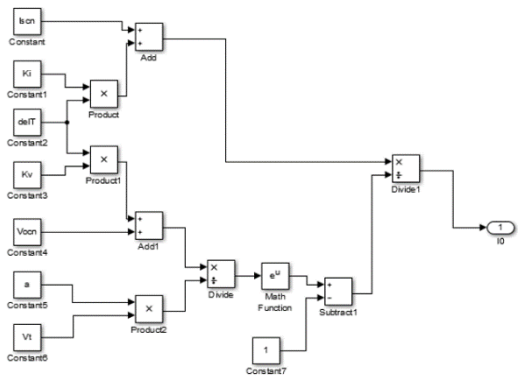 Iscn
Constant
+
+
Add
Ki
Constant1
×
Product
delT
Constant2
×
Product1
Kv
Constant3
×
÷
Divide1
Vocn
Constant4
+
+
Add1
1
I0
×
÷
Divide
e^u
Math
Function
a
Constant5
×
Product2
+
−
Subtract1
Vt
Constant6
1
Constant7